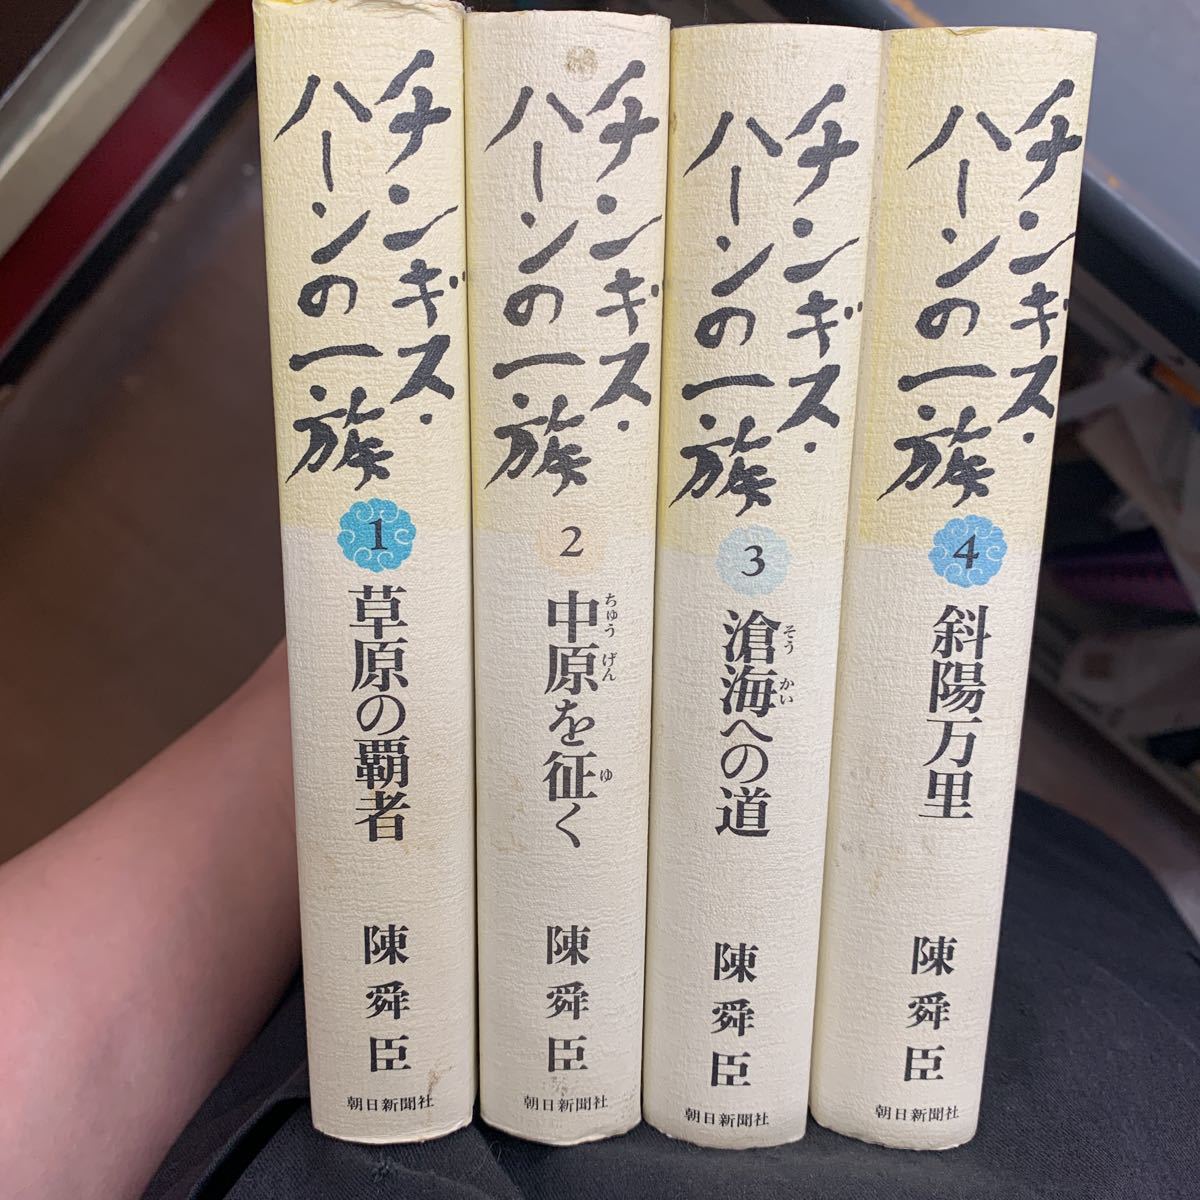 チンギス・
ハーンの一族
1
草原の覇者
陳舜臣
朝日新聞社
チンギス・
ハーンの一族
2
中原を征く
ちゅうげん
ゆ
陳舜臣
朝日新聞社
チンギス・
ハーンの一族
3
滄海への道
そうかい
陳舜臣
朝日新聞社
チンギス・
ハーンの一族
4
斜陽万里
陳舜臣
朝日新聞社